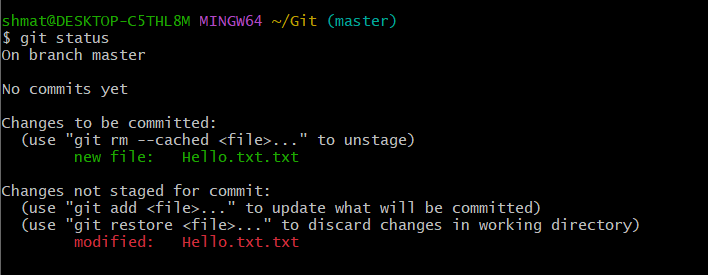 shmat@DESKTOP-C5THL8M MINGW64 ~/Git (master)
$ git status
On branch master
No commits yet
Changes to be committed:
(use "git rm --cached <file>..." to unstage)
new file: Hello.txt.txt
Changes not staged for commit:
(use "git add <file>..." to update what will be committed)
(use "git restore <file>..." to discard changes in working directory)
modified: Hello.txt.txt